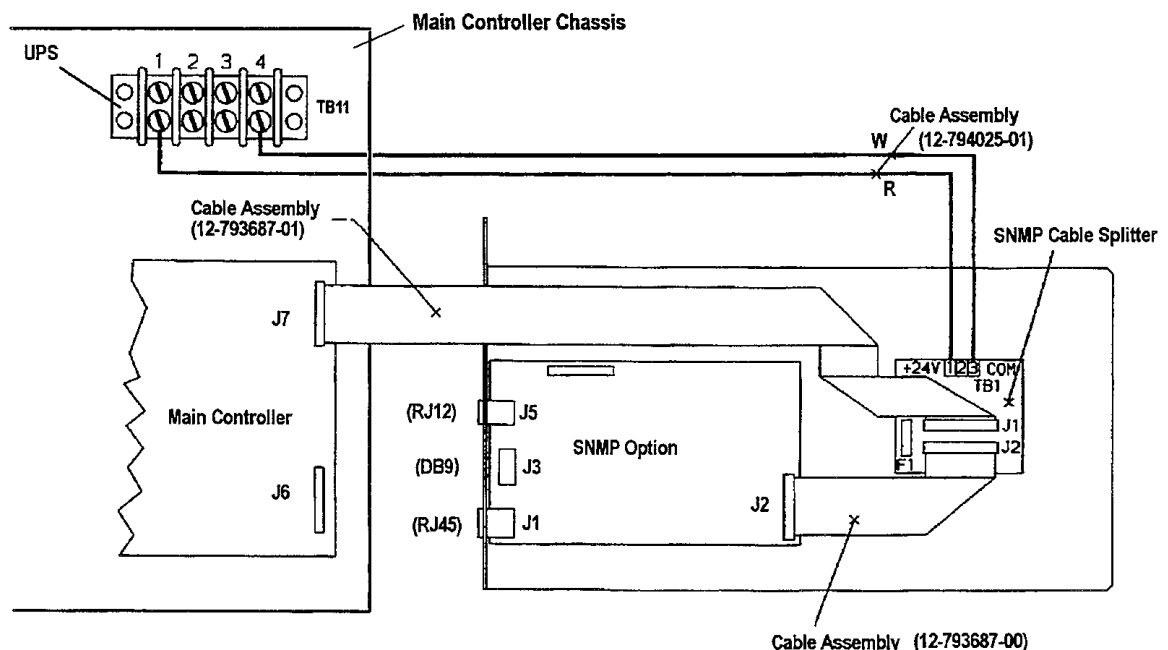 Main Controller Chassis
UPS
1 2 3 4
TB11
Cable Assembly
(12-794025-01)
W
R
Cable Assembly
(12-793687-01)
SNMP Cable Splitter
J7
+24V 1 2 3 COM
TB1
(RJ12) J5
Main Controller
SNMP Option
J1
J2
F1
(DB9) J3
J6
J2
(RJ45) J1
Cable Assembly (12-793687-00)